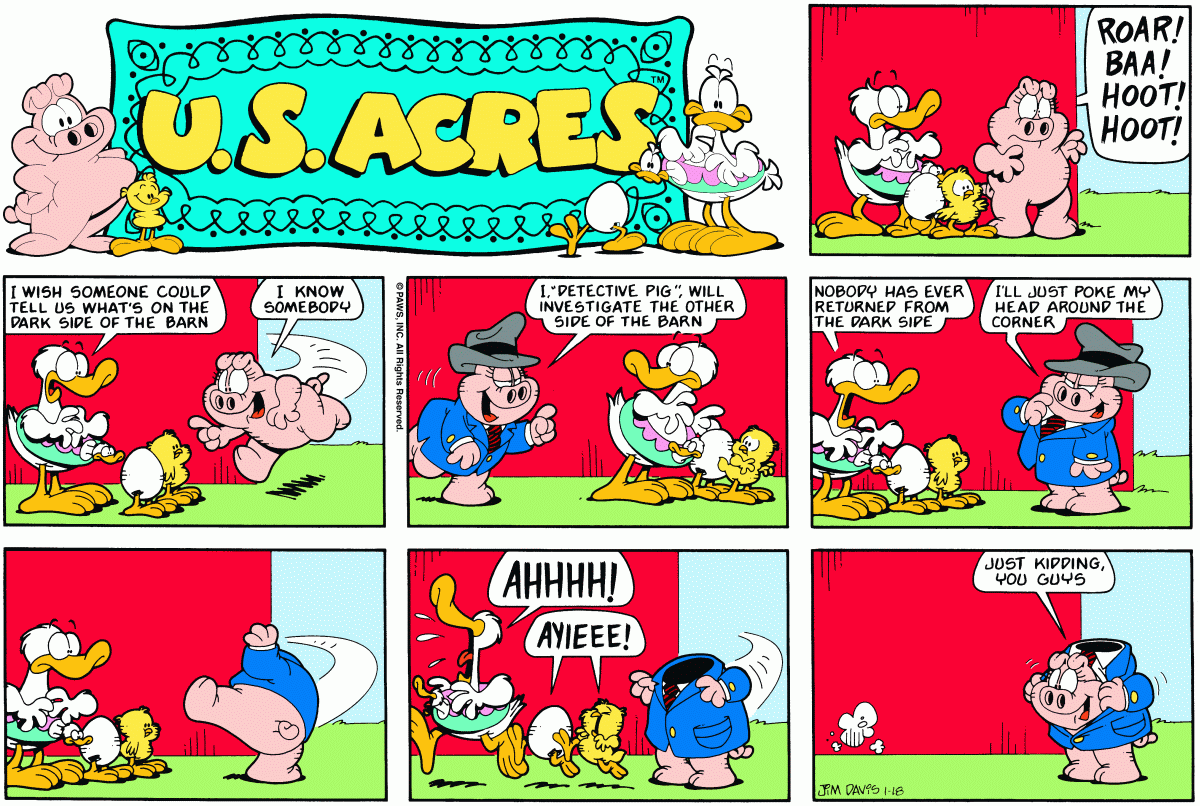 U.S. ACRES
TM
ROAR!
BAA!
HOOT!
HOOT!
I WISH SOMEONE COULD
TELL US WHAT'S ON THE
DARK SIDE OF THE BARN
I KNOW
SOMEBODY
© PAWS, INC. All Rights Reserved.
I, "DETECTIVE PIG", WILL
INVESTIGATE THE OTHER
SIDE OF THE BARN
NOBODY HAS EVER
RETURNED FROM
THE DARK SIDE
I'LL JUST POKE MY
HEAD AROUND THE
CORNER
AHHHH!
AYIEEE!
JUST KIDDING,
YOU GUYS
JIM DAVIS 1-18